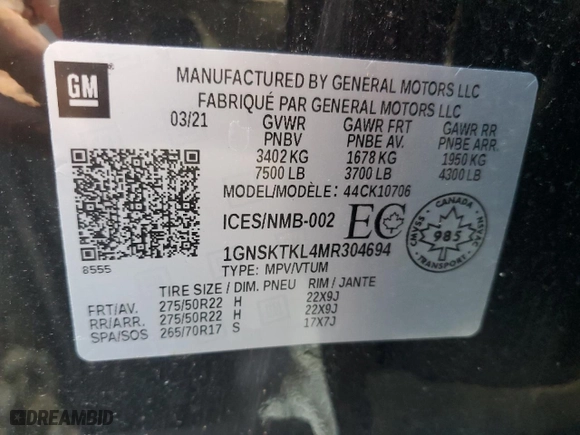 GM
®
MANUFACTURED BY GENERAL MOTORS LLC
FABRIQUÉ PAR GENERAL MOTORS LLC
03/21 GVWR GAWR FRT GAWR RR
PNBV PNBE AV. PNBE ARR.
3402 KG 1678 KG 1950 KG
7500 LB 3700 LB 4300 LB
MODEL/MODÈLE: 44CK10706
ICES/NMB-002 EC
CMVSS NSVAC
985
TRANSPORT
1GNSKTKL4MR304694
8555
TYPE: MPV/VTUM
TIRE SIZE / DIM. PNEU RIM / JANTE
FRT/AV. 275/50R22 H 22X9J
RR/ARR. 275/50R22 H 22X9J
SPA/SOS 265/70R17 S 17X7J
DREAMBID